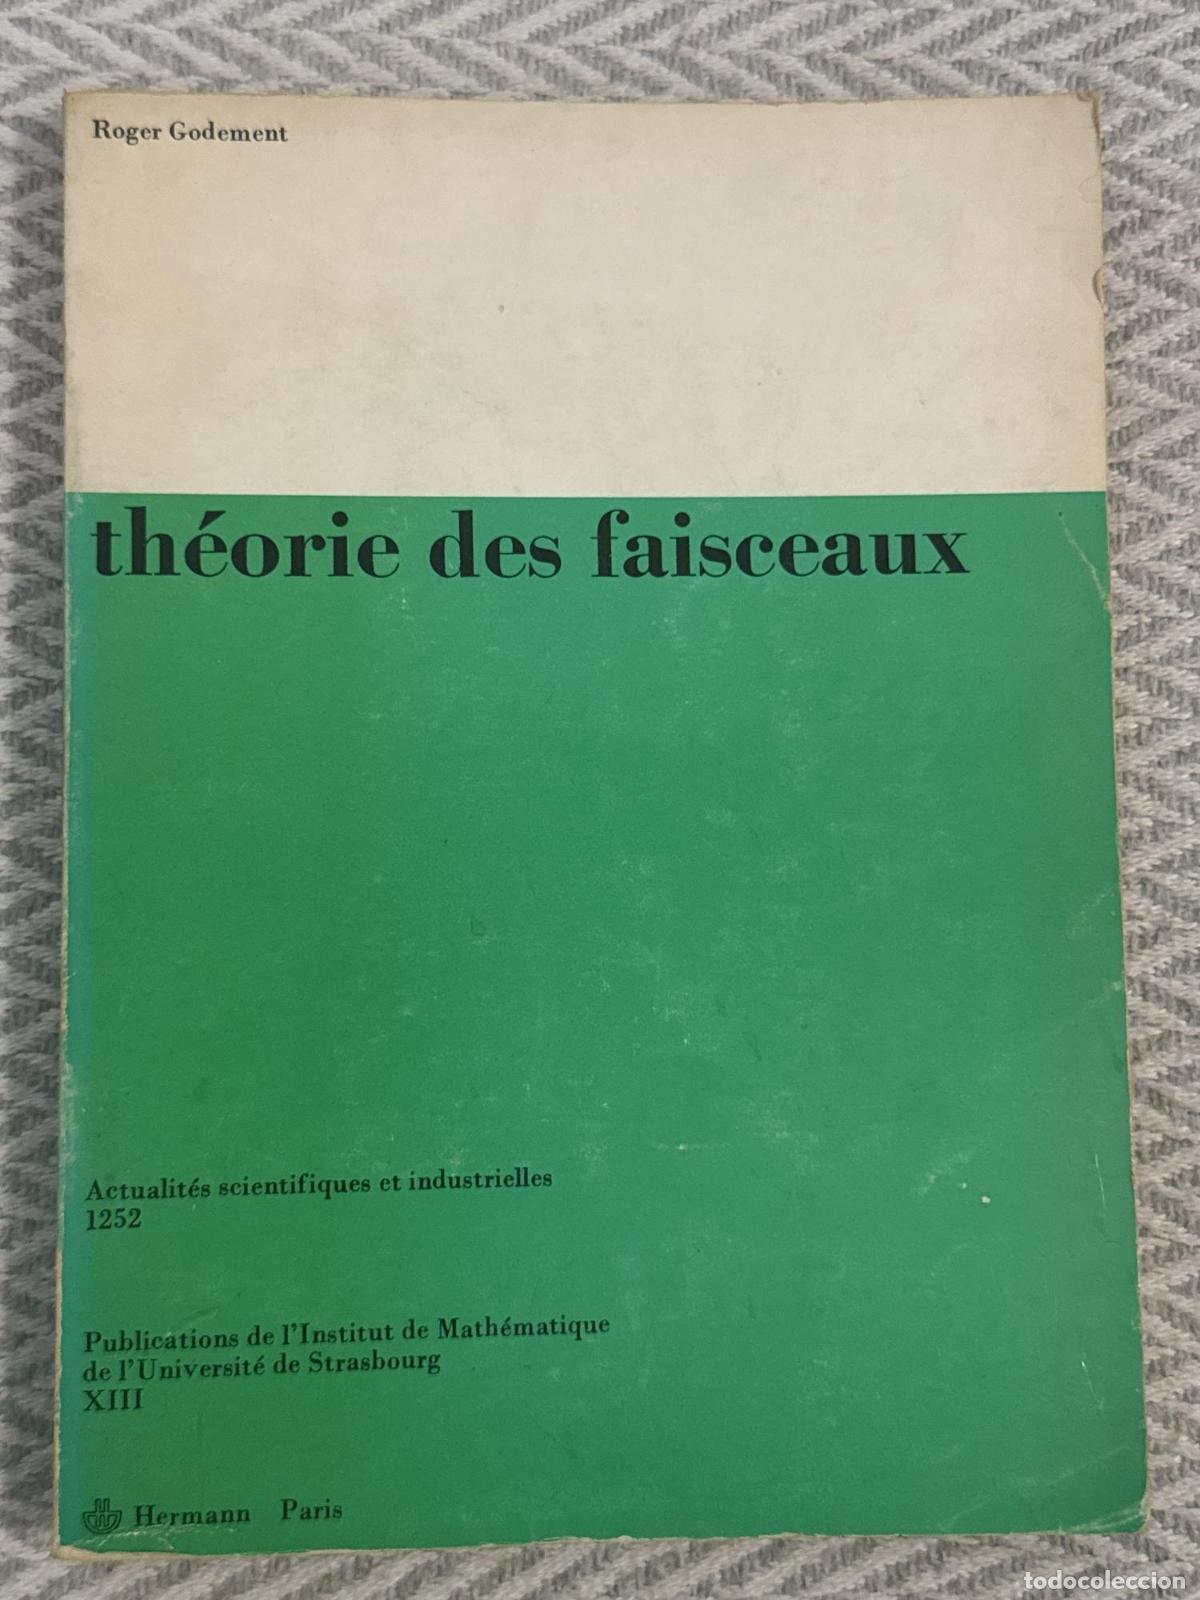 Roger Godement
théorie des faisceaux
Actualités scientifiques et industrielles
1252
Publications de l'Institut de Mathématique
de l'Université de Strasbourg
XIII
Hermann Paris
todocoleccion